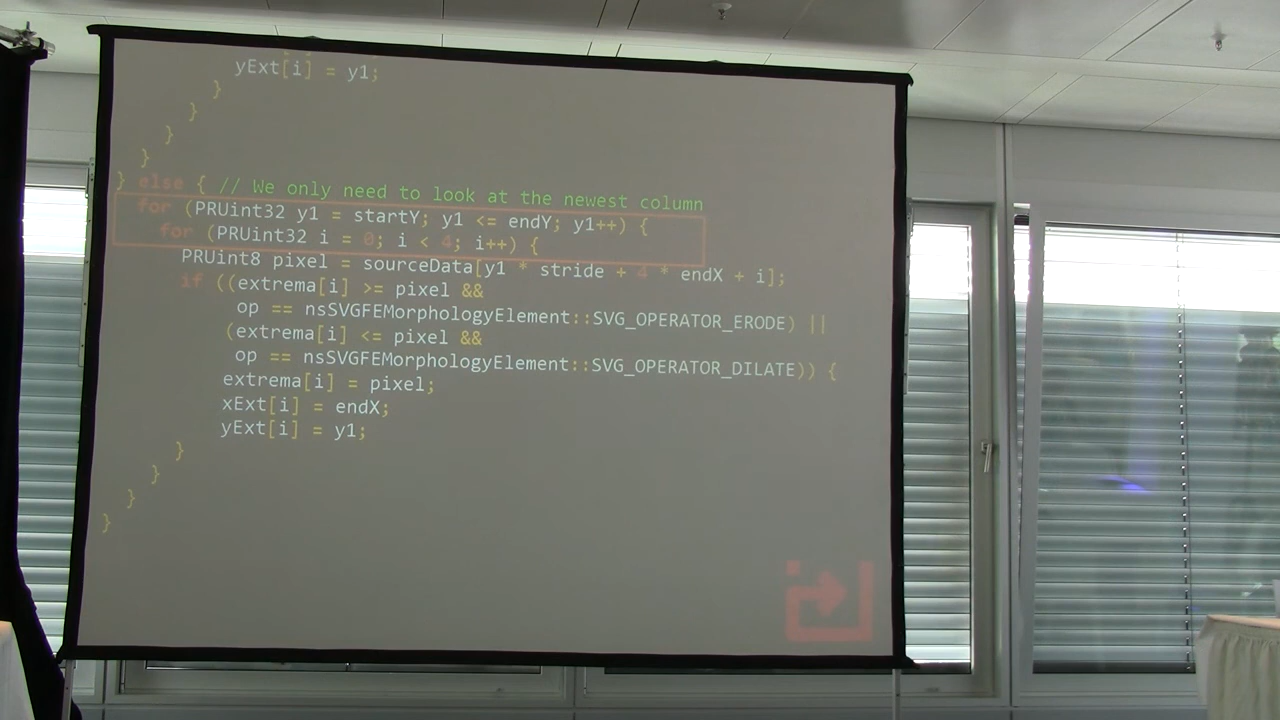 yExt[i] = y1;
}
}
}
}
} else { // We only need to look at the newest column
for (PRUint32 y1 = startY; y1 <= endY; y1++) {
for (PRUint32 i = 0; i < 4; i++) {
PRUint8 pixel = sourceData[y1 * stride + 4 * endX + i];
if ((extrema[i] >= pixel &&
op == nsSVGFEMorphologyElement::SVG_OPERATOR_ERODE) ||
(extrema[i] <= pixel &&
op == nsSVGFEMorphologyElement::SVG_OPERATOR_DILATE)) {
extrema[i] = pixel;
xExt[i] = endX;
yExt[i] = y1;
}
}
}
}